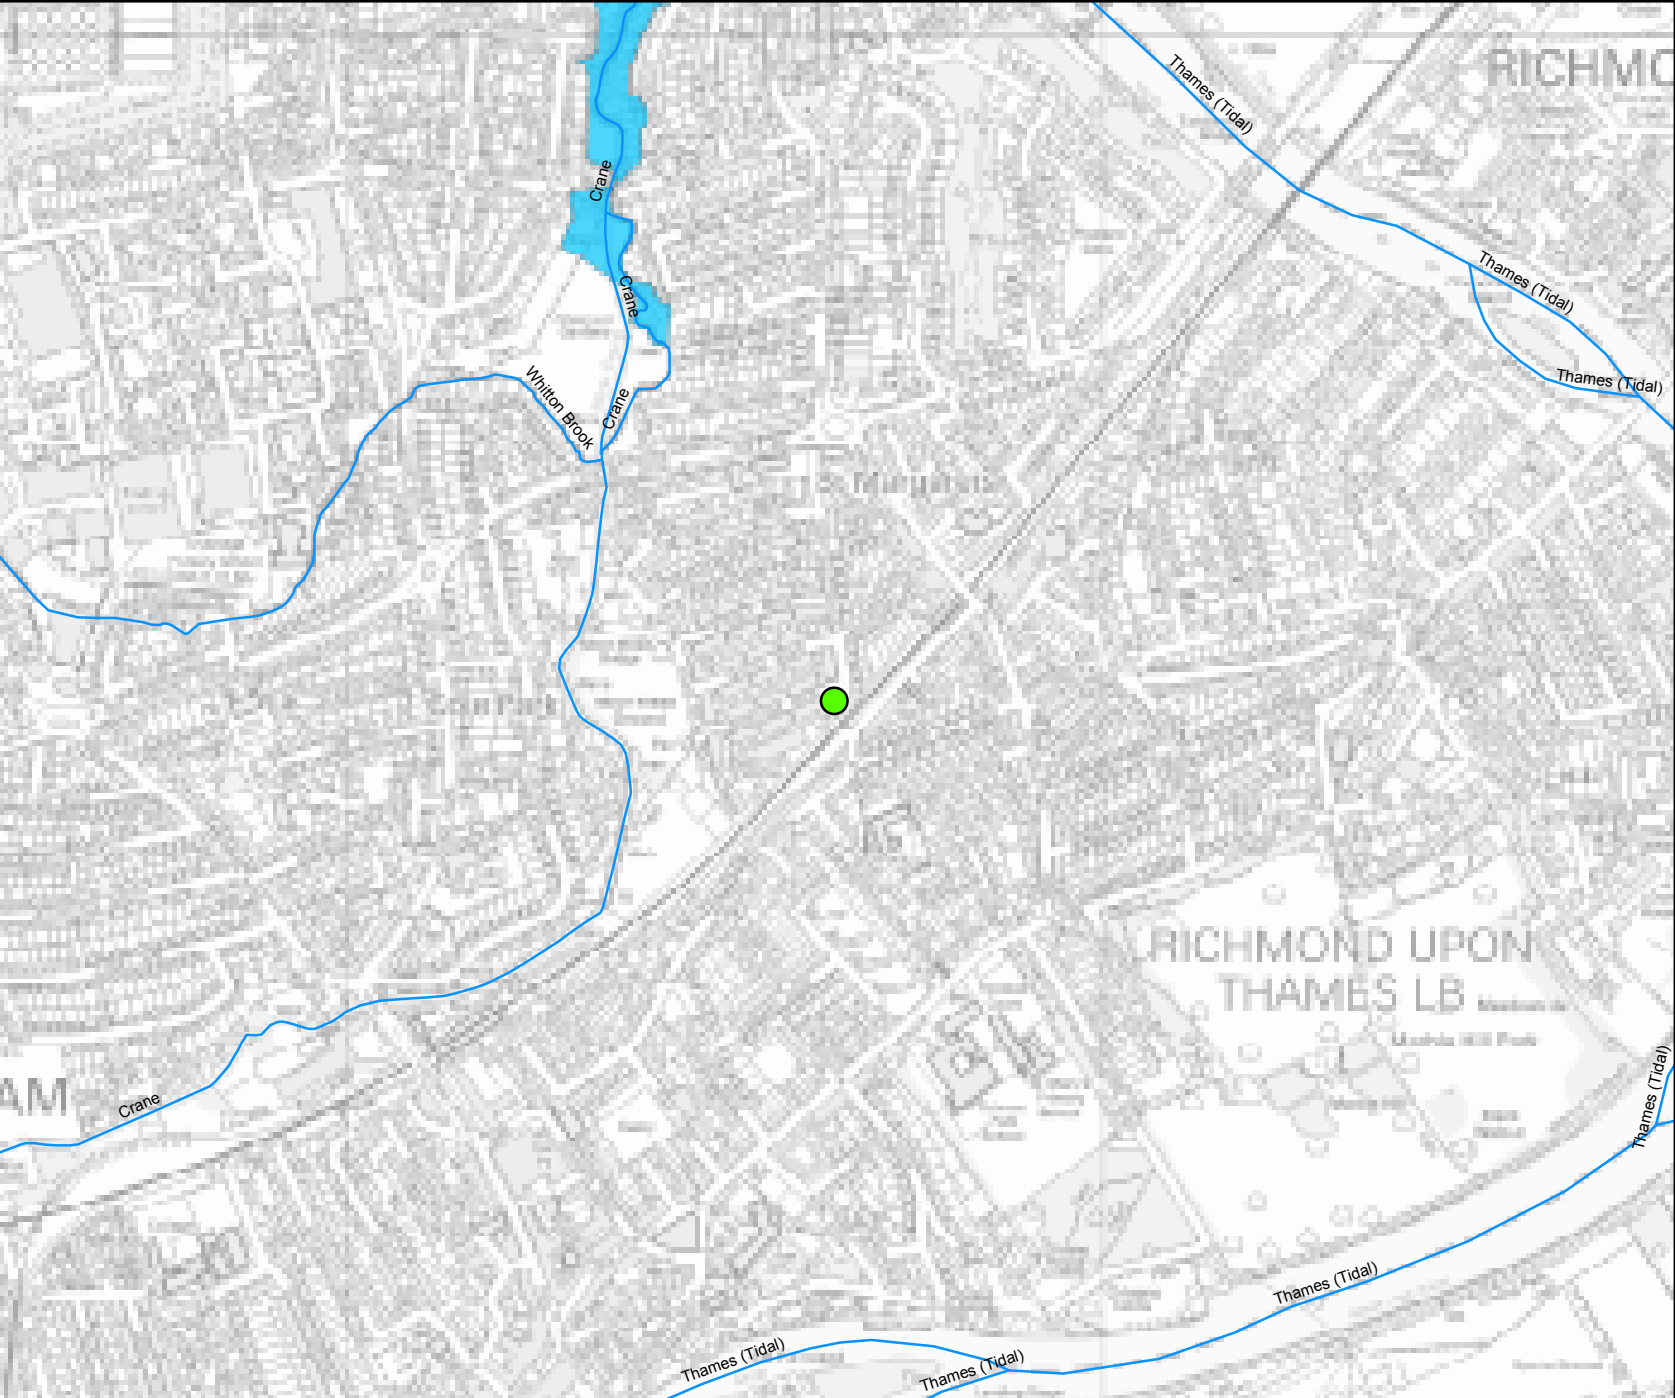 RICHMO
Thames (Tidal)
Crane
Thames (Tidal)
Crane
Thames (Tidal)
Whitton Brook
Crane
RICHMOND UPON
THAMES LB
AM
Crane
Thames (Tidal)
Thames (Tidal)
Thames (Tidal)
Thames (Tidal)